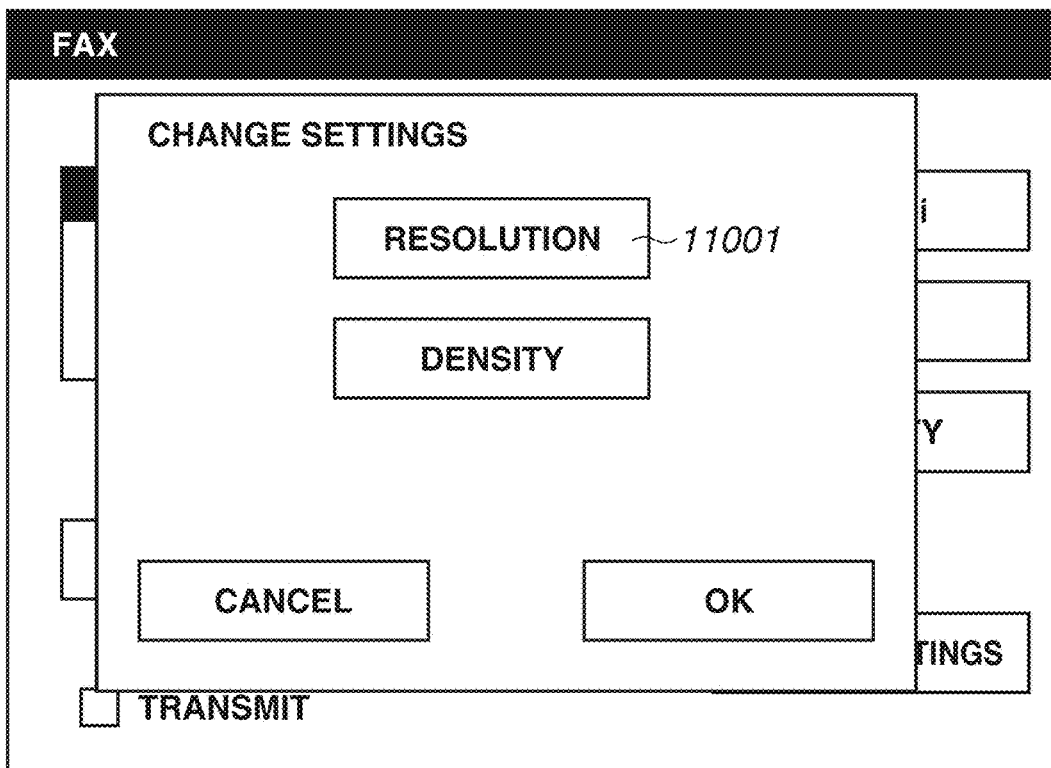 FAX
CHANGE SETTINGS
RESOLUTION 11001
i
DENSITY
Y
CANCEL
OK
TINGS
TRANSMIT